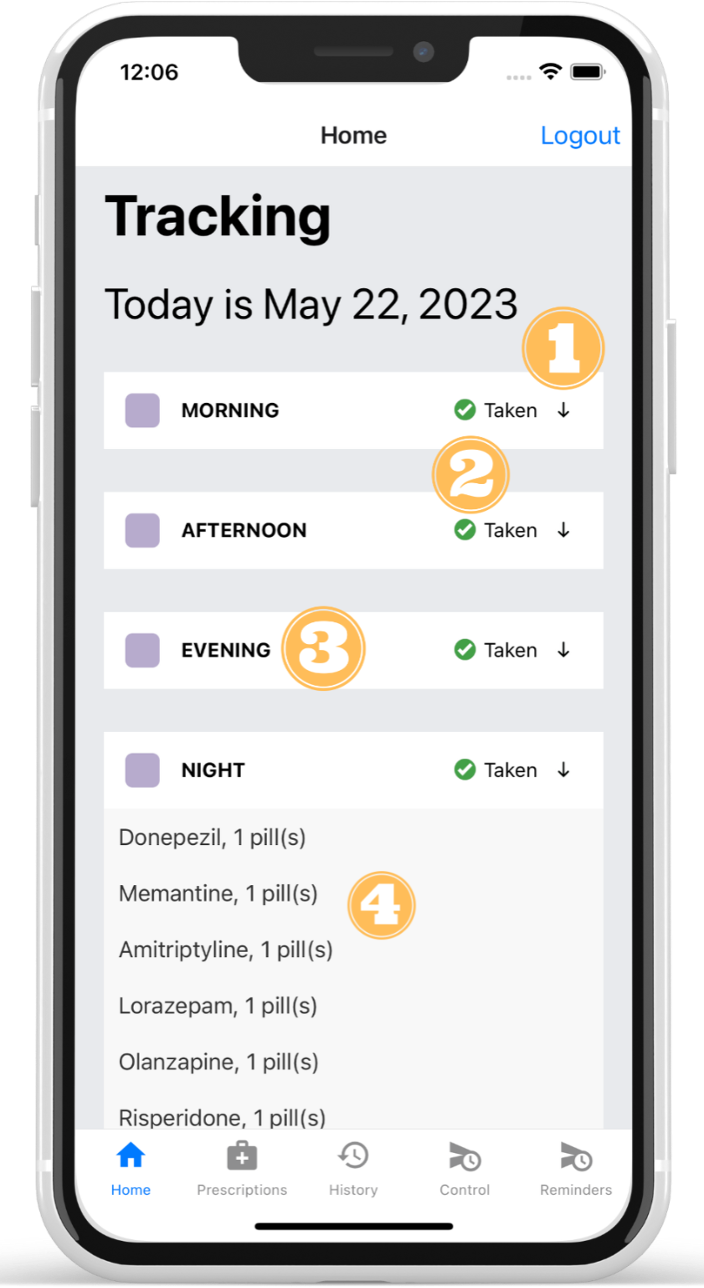 12:06
Home Logout
Tracking
Today is May 22, 2023
1
MORNING Taken ↓
2
AFTERNOON Taken ↓
EVENING 3 Taken ↓
NIGHT Taken ↓
Donepezil, 1 pill(s)
Memantine, 1 pill(s) 4
Amitriptyline, 1 pill(s)
Lorazepam, 1 pill(s)
Olanzapine, 1 pill(s)
Risperidone, 1 pill(s)
Home Prescriptions History Control Reminders